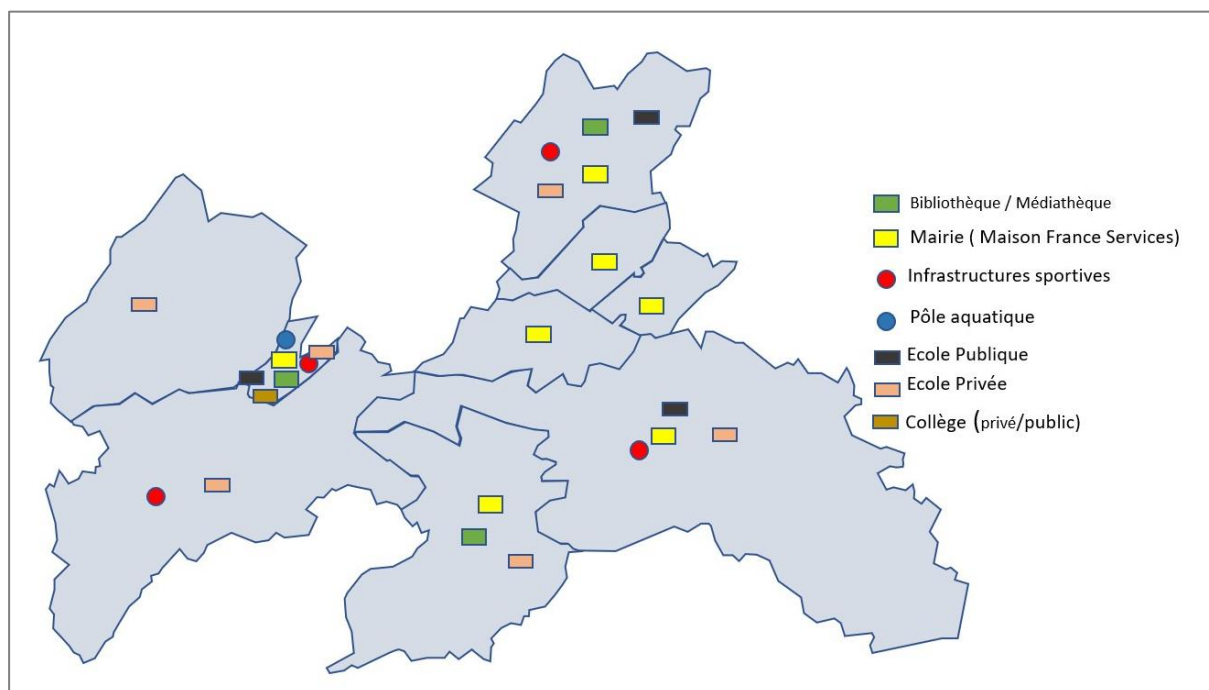 Bibliothèque / Médiathèque
Mairie ( Maison France Services)
Infrastructures sportives
Pôle aquatique
Ecole Publique
Ecole Privée
Collège (privé/public)